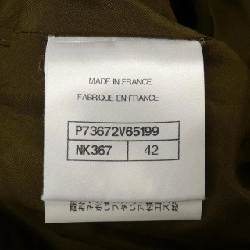 MADE IN FRANCE
FABRIQUE EN FRANCE
P73672V65199
NK367 42